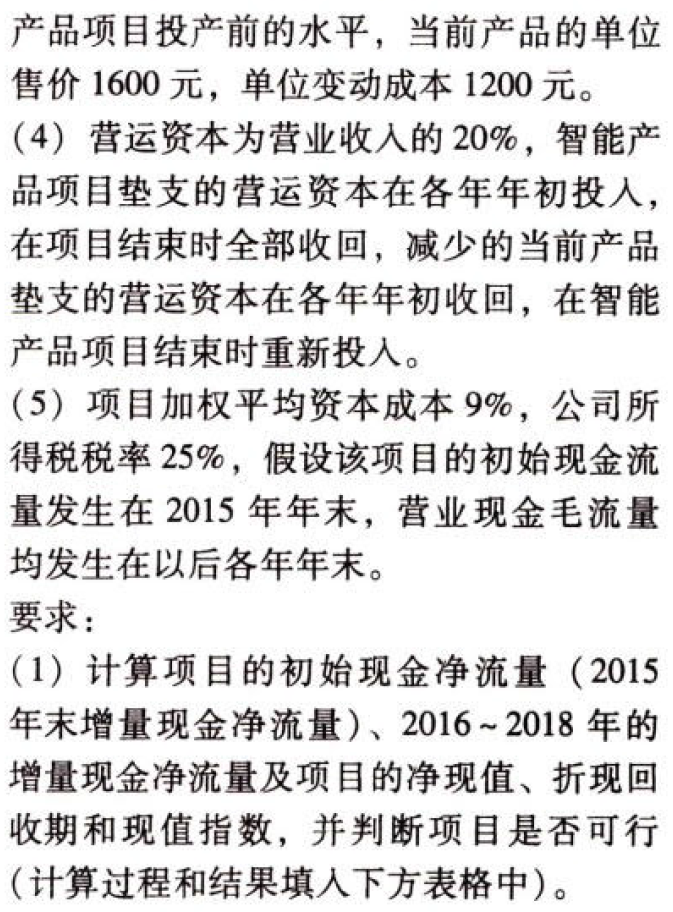 产品项目投产前的水平，当前产品的单位
售价 1600 元，单位变动成本 1200 元。
（4）营运资本为营业收入的 20%，智能产
品项目垫支的营运资本在各年年初投入，
在项目结束时全部收回，减少的当前产品
垫支的营运资本在各年年初收回，在智能
产品项目结束时重新投入。
（5）项目加权平均资本成本 9%，公司所
得税税率 25%，假设该项目的初始现金流
量发生在 2015 年年末，营业现金毛流量
均发生在以后各年年末。
要求：
（1）计算项目的初始现金净流量（2015
年末增量现金净流量）、2016～2018 年的
增量现金净流量及项目的净现值、折现回
收期和现值指数，并判断项目是否可行
（计算过程和结果填入下方表格中）。